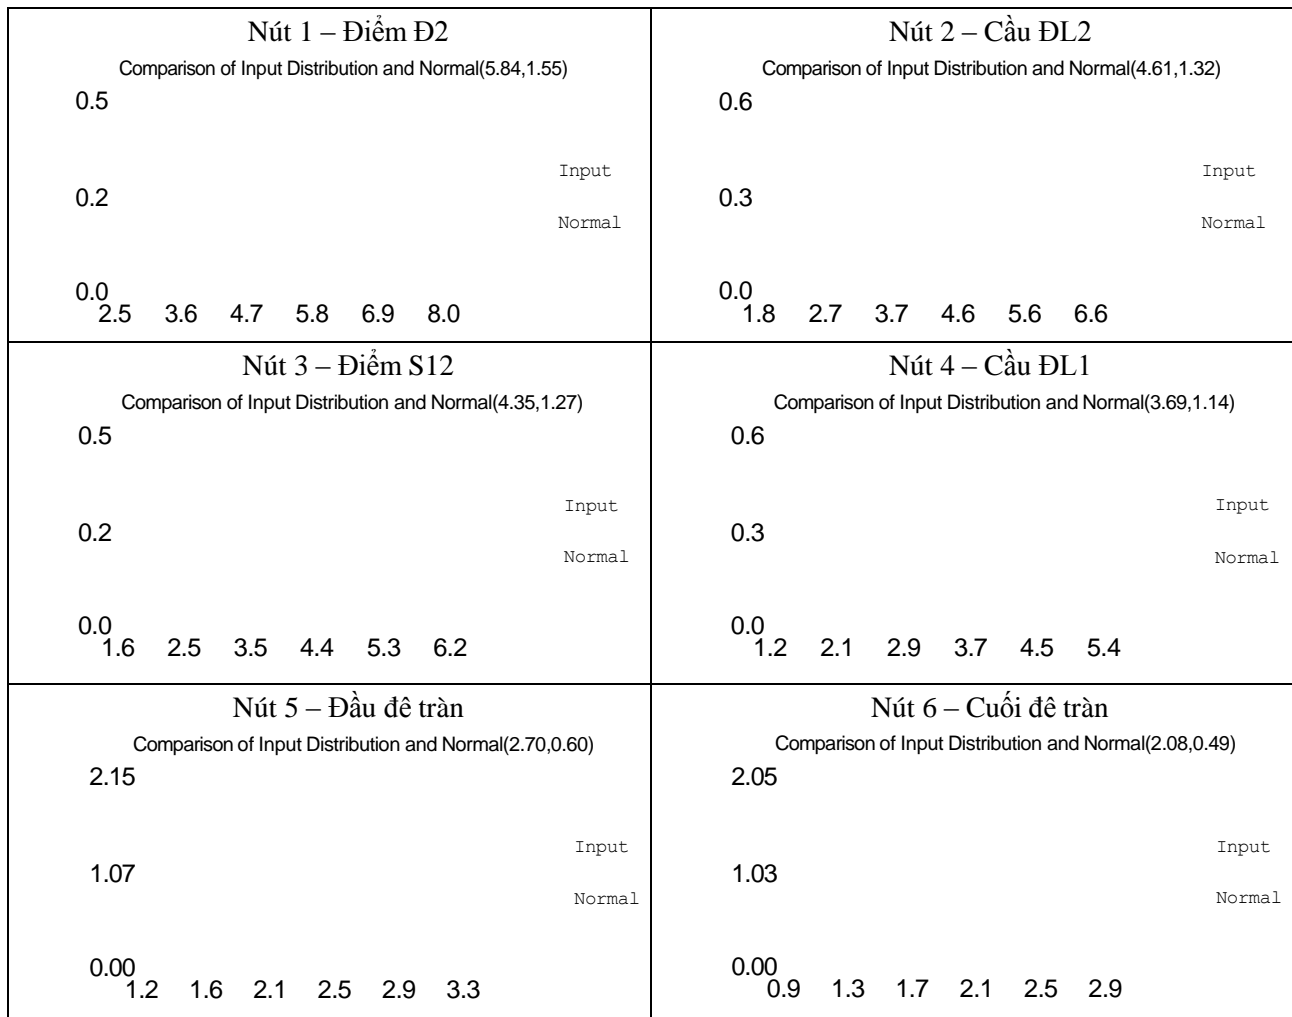 Nút 1 – Điểm Đ2
Comparison of Input Distribution and Normal(5.84,1.55)
0.5
Input
0.2
Normal
0.0
2.5 3.6 4.7 5.8 6.9 8.0
Nút 2 – Cầu ĐL2
Comparison of Input Distribution and Normal(4.61,1.32)
0.6
Input
0.3
Normal
0.0
1.8 2.7 3.7 4.6 5.6 6.6
Nút 3 – Điểm S12
Comparison of Input Distribution and Normal(4.35,1.27)
0.5
Input
0.2
Normal
0.0
1.6 2.5 3.5 4.4 5.3 6.2
Nút 4 – Cầu ĐL1
Comparison of Input Distribution and Normal(3.69,1.14)
0.6
Input
0.3
Normal
0.0
1.2 2.1 2.9 3.7 4.5 5.4
Nút 5 – Đầu đê tràn
Comparison of Input Distribution and Normal(2.70,0.60)
2.15
Input
1.07
Normal
0.00
1.2 1.6 2.1 2.5 2.9 3.3
Nút 6 – Cuối đê tràn
Comparison of Input Distribution and Normal(2.08,0.49)
2.05
Input
1.03
Normal
0.00
0.9 1.3 1.7 2.1 2.5 2.9